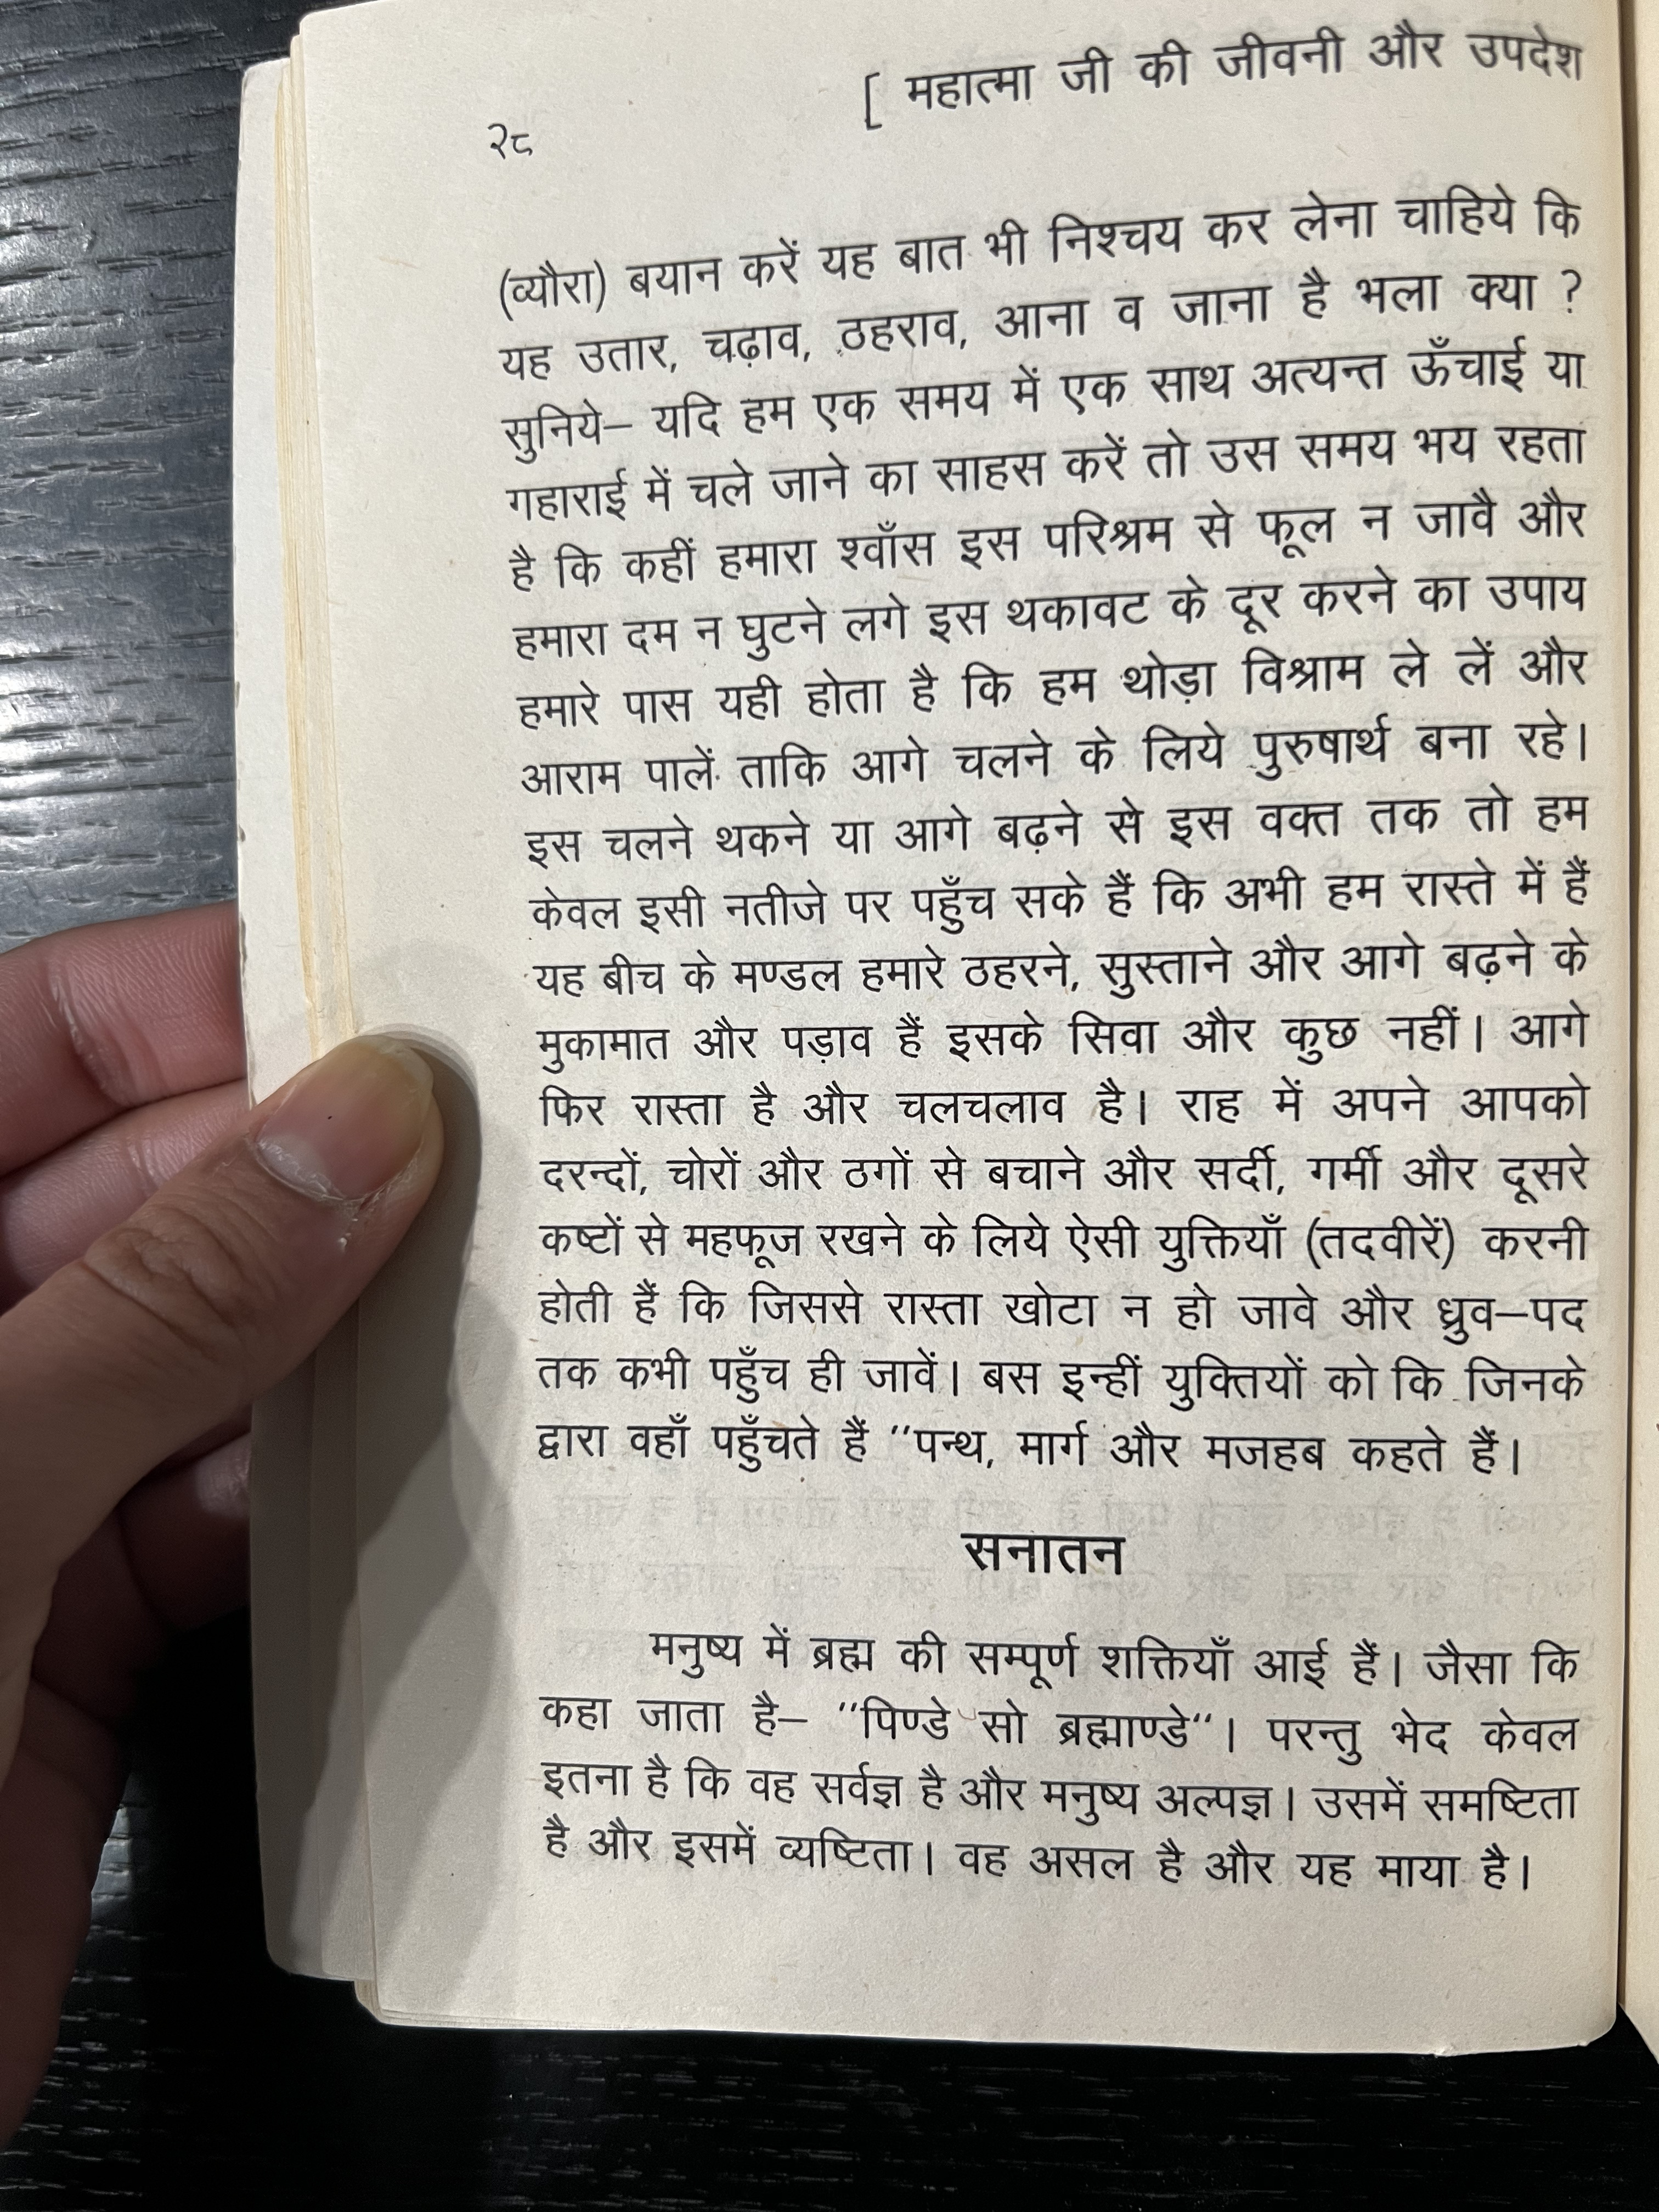 [ महात्मा जी की जीवनी और उपदेश
२८
(व्यौरा) बयान करें यह बात भी निश्चय कर लेना चाहिये कि
यह उतार, चढ़ाव, ठहराव, आना व जाना है भला क्या ?
सुनिये– यदि हम एक समय में एक साथ अत्यन्त ऊँचाई या
गहाराई में चले जाने का साहस करें तो उस समय भय रहता
है कि कहीं हमारा श्वाँस इस परिश्रम से फूल न जावै और
हमारा दम न घुटने लगे इस थकावट के दूर करने का उपाय
हमारे पास यही होता है कि हम थोड़ा विश्राम ले लें और
आराम पालें ताकि आगे चलने के लिये पुरुषार्थ बना रहे।
इस चलने थकने या आगे बढ़ने से इस वक्त तक तो हम
केवल इसी नतीजे पर पहुँच सके हैं कि अभी हम रास्ते में हैं
यह बीच के मण्डल हमारे ठहरने, सुस्ताने और आगे बढ़ने के
मुकामात और पड़ाव हैं इसके सिवा और कुछ नहीं। आगे
फिर रास्ता है और चलचलाव है। राह में अपने आपको
दरन्दों, चोरों और ठगों से बचाने और सर्दी, गर्मी और दूसरे
कष्टों से महफूज रखने के लिये ऐसी युक्तियाँ (तदवीरें) करनी
होती हैं कि जिससे रास्ता खोटा न हो जावे और ध्रुव–पद
तक कभी पहुँच ही जावें। बस इन्हीं युक्तियों को कि जिनके
द्वारा वहाँ पहुँचते हैं ‘‘पन्थ, मार्ग और मजहब कहते हैं।
सनातन
मनुष्य में ब्रह्म की सम्पूर्ण शक्तियाँ आई हैं। जैसा कि
कहा जाता है– ‘‘पिण्डे सो ब्रह्माण्डे‘‘। परन्तु भेद केवल
इतना है कि वह सर्वज्ञ है और मनुष्य अल्पज्ञ। उसमें समष्टिता
है और इसमें व्यष्टिता। वह असल है और यह माया है।